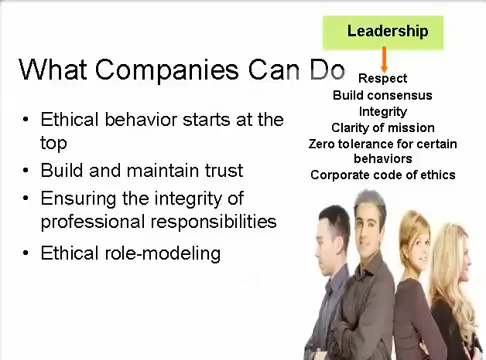 Leadership
What Companies Can Do
Respect
Build consensus
Integrity
Clarity of mission
Zero tolerance for certain
behaviors
Corporate code of ethics
• Ethical behavior starts at the
top
• Build and maintain trust
• Ensuring the integrity of
professional responsibilities
• Ethical role-modeling